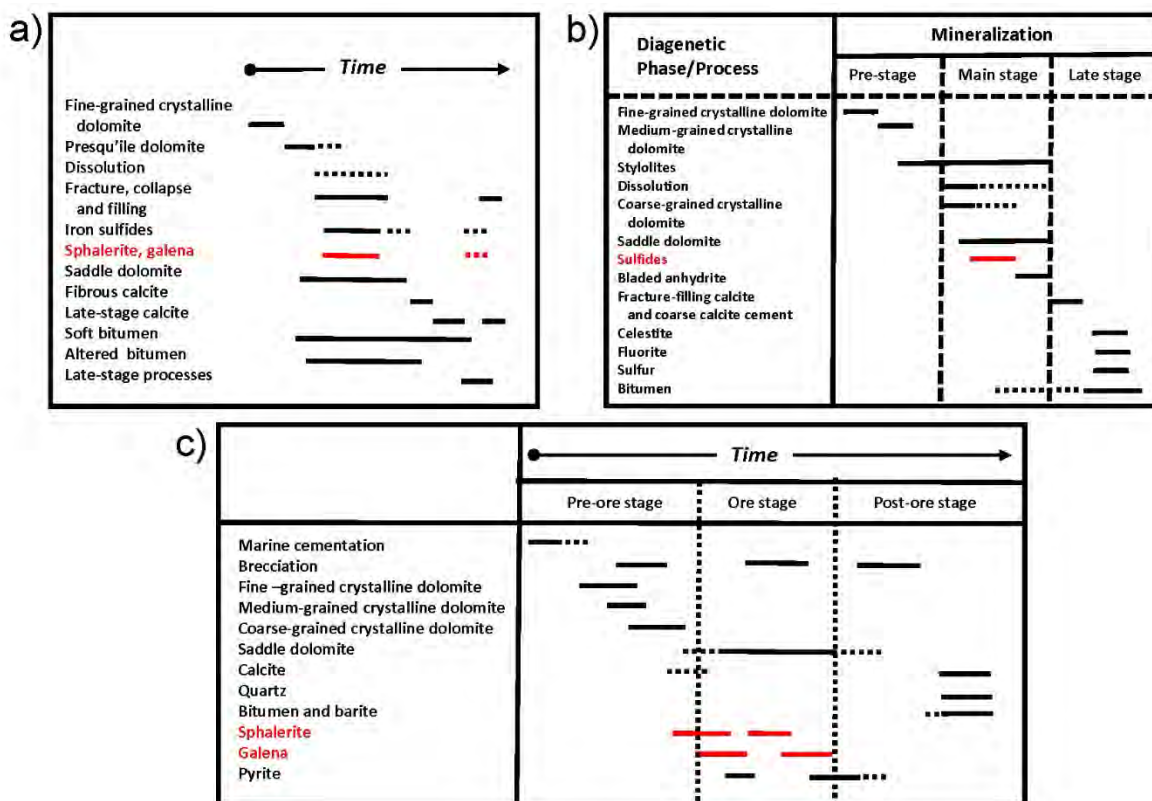 a)
Time
Fine-grained crystalline
dolomite
Presqu'ile dolomite
Dissolution
Fracture, collapse
and filling
Iron sulfides
Sphalerite, galena
Saddle dolomite
Fibrous calcite
Late-stage calcite
Soft bitumen
Altered bitumen
Late-stage processes
b)
Diagenetic
Phase/Process
Mineralization
Pre-stage
Main stage
Late stage
Fine-grained crystalline dolomite
Medium-grained crystalline
dolomite
Stylolites
Dissolution
Coarse-grained crystalline
dolomite
Saddle dolomite
Sulfides
Bladed anhydrite
Fracture-filling calcite
and coarse calcite cement
Celestite
Fluorite
Sulfur
Bitumen
c)
Time
Pre-ore stage
Ore stage
Post-ore stage
Marine cementation
Brecciation
Fine –grained crystalline dolomite
Medium-grained crystalline dolomite
Coarse-grained crystalline dolomite
Saddle dolomite
Calcite
Quartz
Bitumen and barite
Sphalerite
Galena
Pyrite